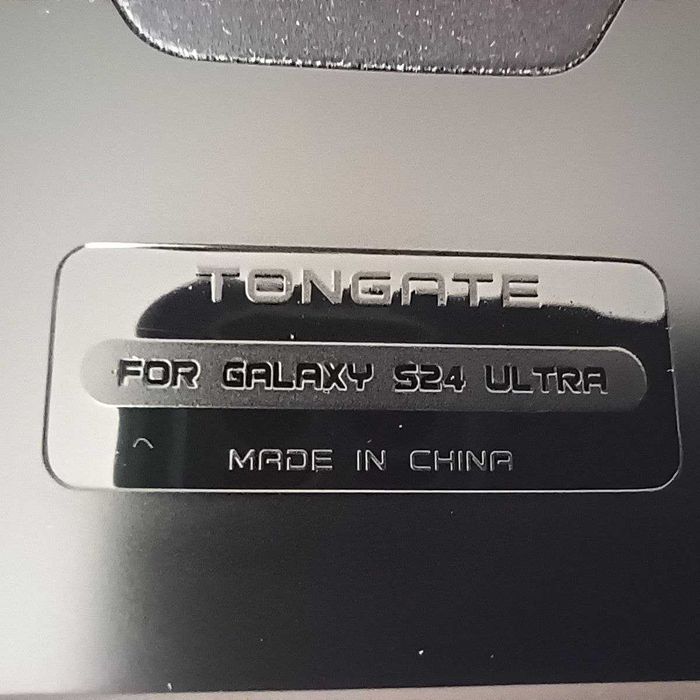 TONGATE
FOR GALAXY S24 ULTRA
MADE IN CHINA